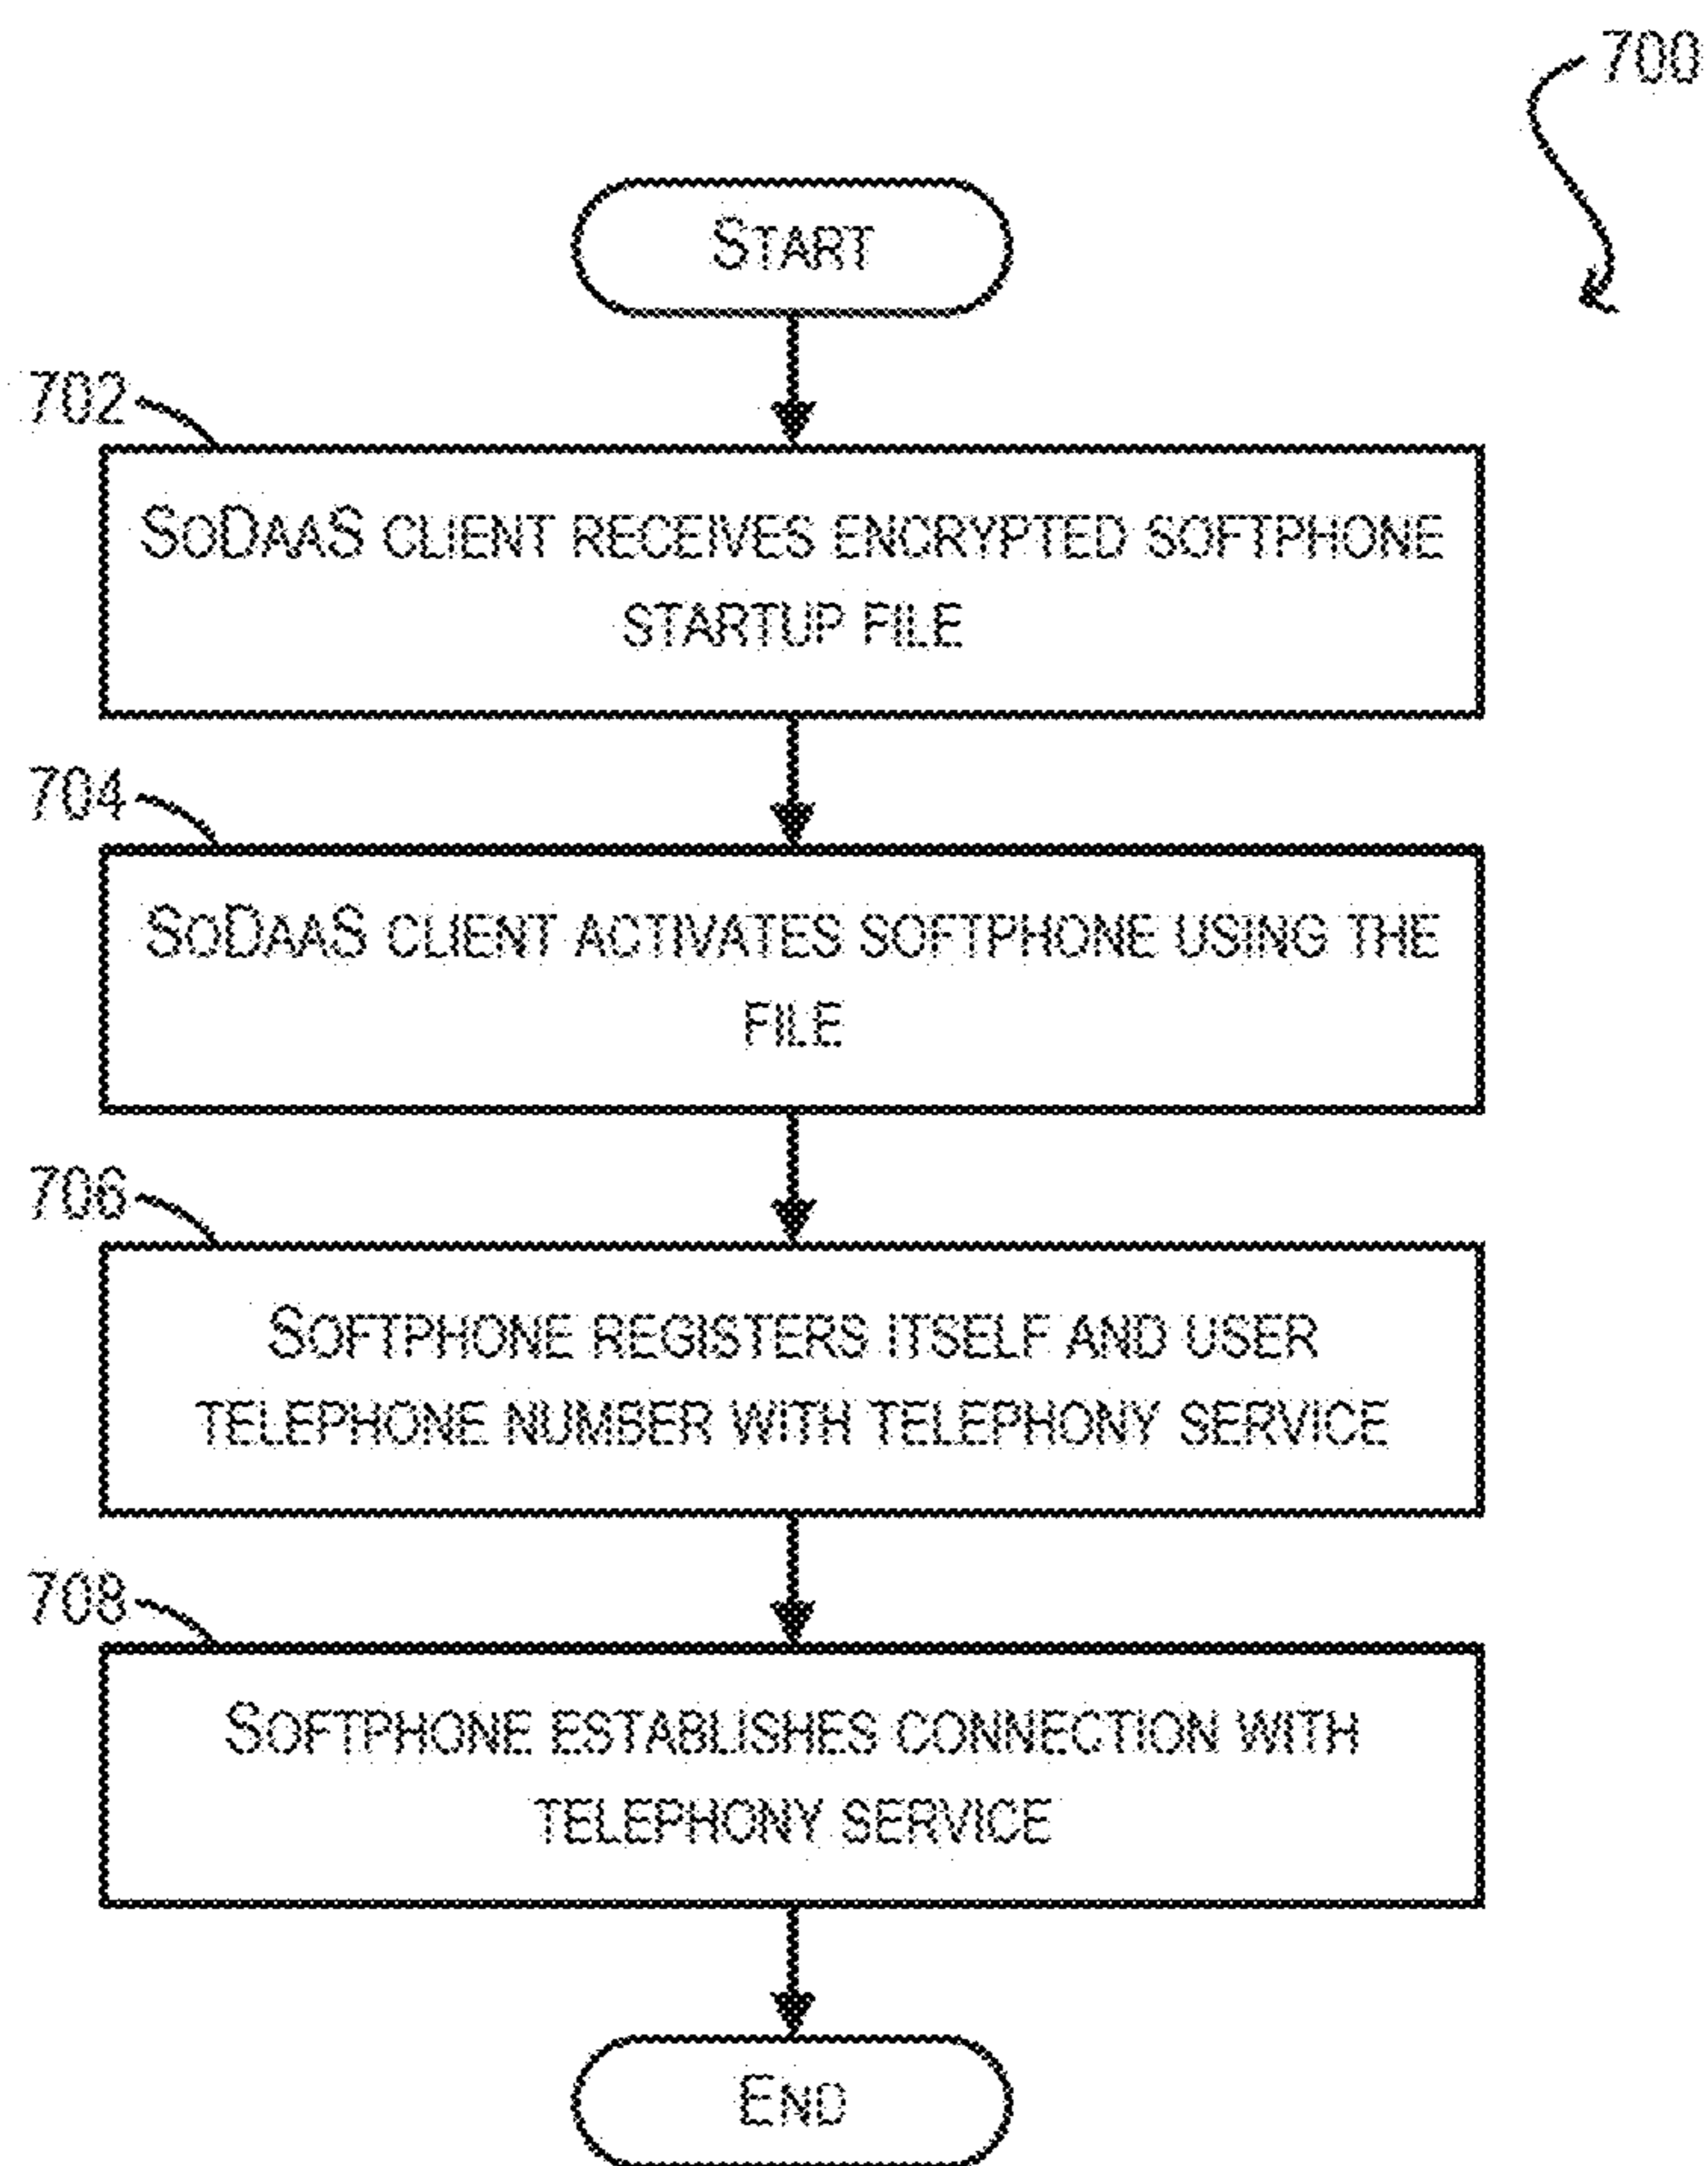 700
START
702
SODAAS CLIENT RECEIVES ENCRYPTED SOFTPHONE
STARTUP FILE
704
SODAAS CLIENT ACTIVATES SOFTPHONE USING THE
FILE
706
SOFTPHONE REGISTERS ITSELF AND USER
TELEPHONE NUMBER WITH TELEPHONY SERVICE
708
SOFTPHONE ESTABLISHES CONNECTION WITH
TELEPHONY SERVICE
END